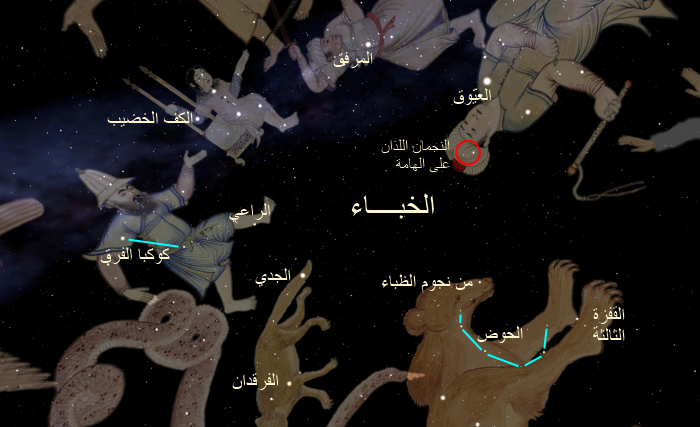 المرفق
العيّوق
الكف الخضيب
النجمان اللذان
على الهامة
الخبــــاء
الراعي
كوكبا الفرق
الجدي
من نجوم الظباء
القفزة
الثالثة
الحوض
الفرقدان